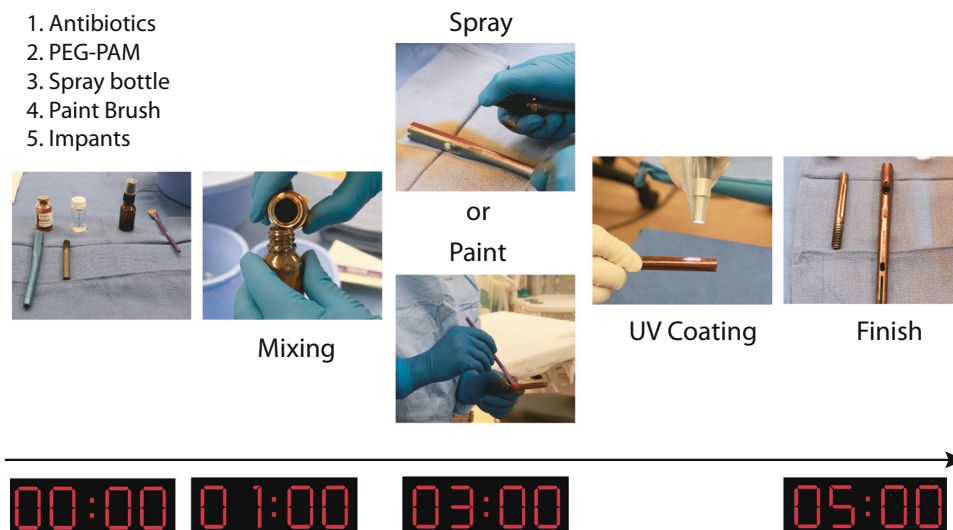 1. Antibiotics
2. PEG-PAM
3. Spray bottle
4. Paint Brush
5. Impants
Spray
or
Paint
Mixing
UV Coating
Finish
00:00
01:00
03:00
05:00